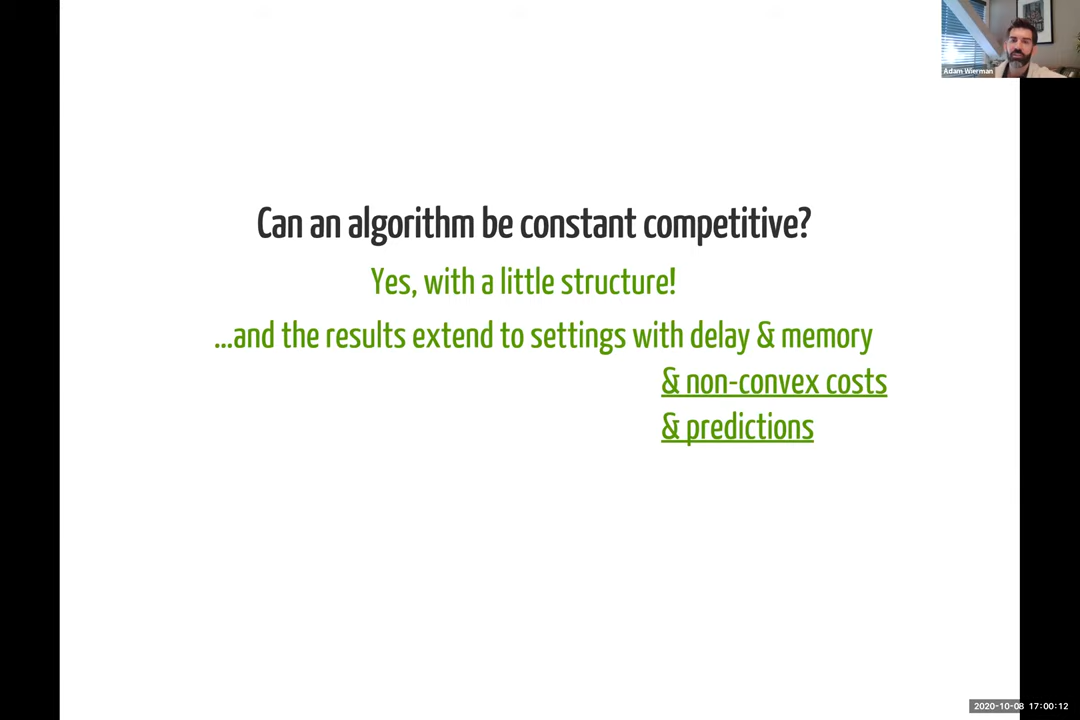 Adam Wierman
Can an algorithm be constant competitive?
Yes, with a little structure!
...and the results extend to settings with delay & memory
& non-convex costs
& predictions
2020-10-08 17:00:12